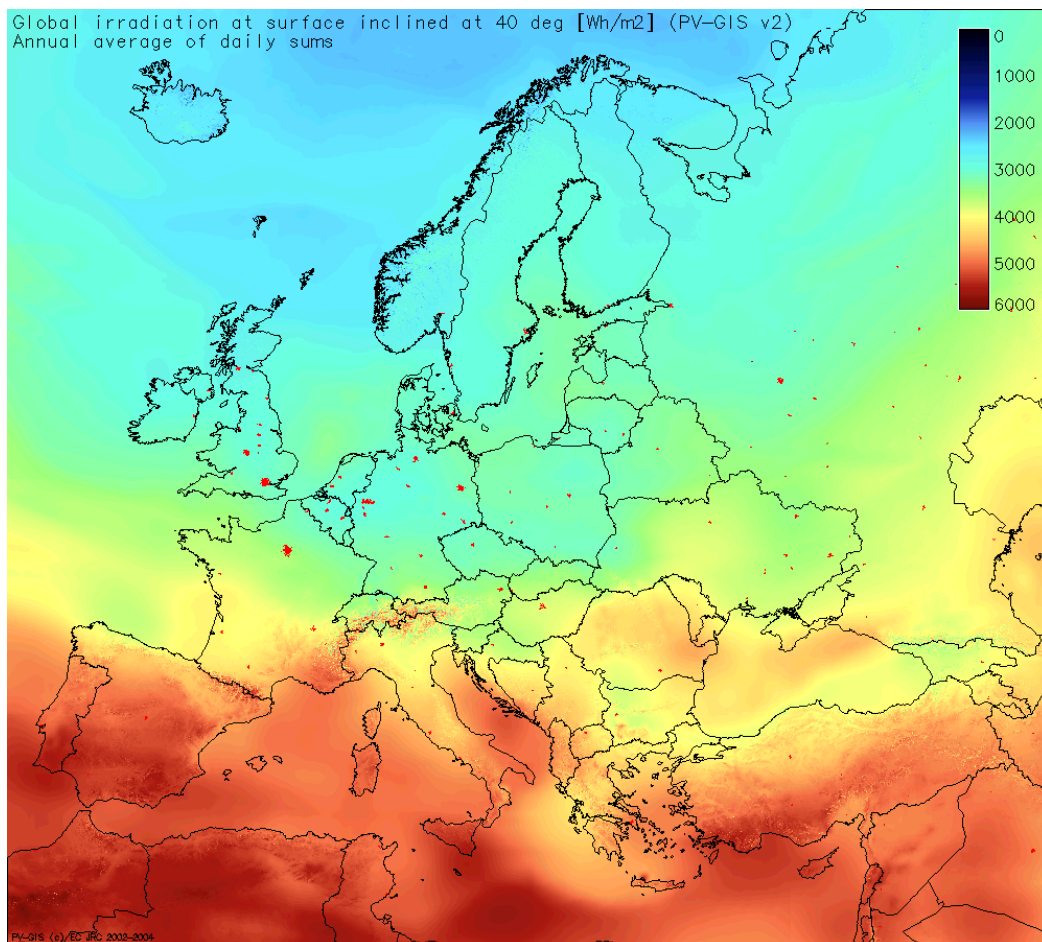 Global irradiation at surface inclined at 40 deg [Wh/m2] (PV-GIS v2)
Annual average of daily sums
0
1000
2000
3000
4000
5000
6000
PV-GIS (c)/EC JRC 2002-2004